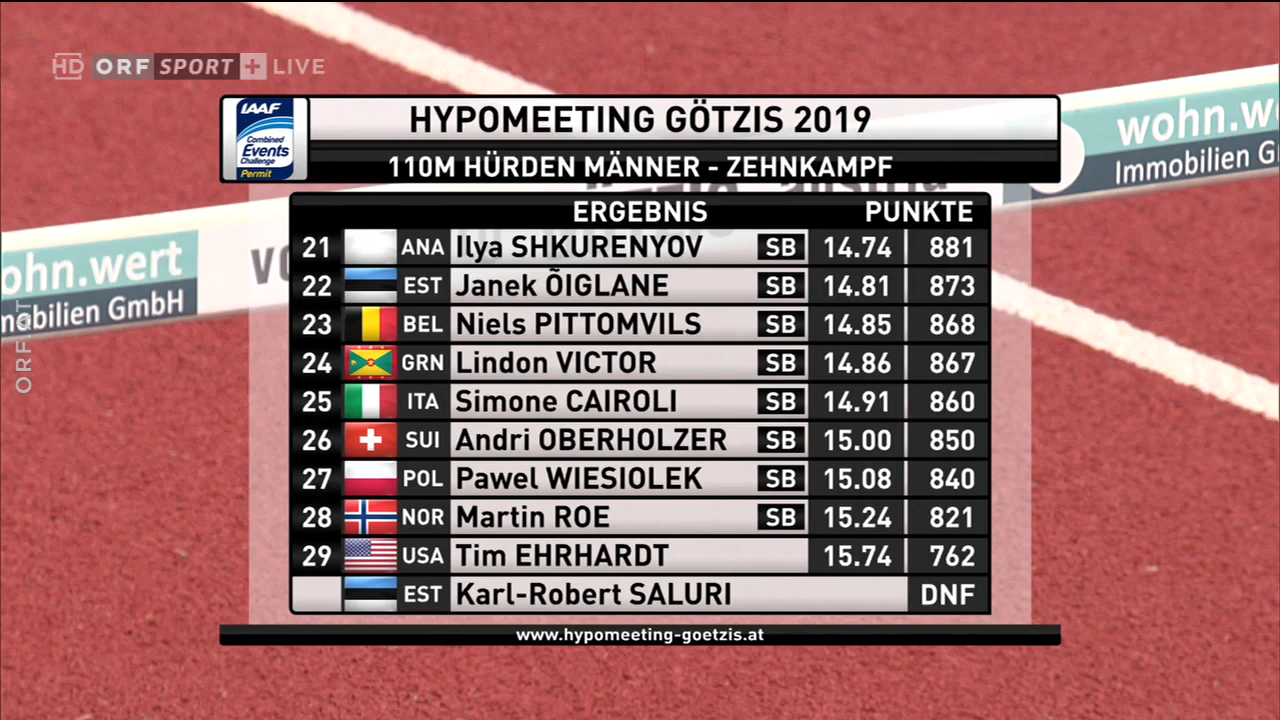 HD ORF SPORT + LIVE
IAAF
Combined
Events
Challenge
Permit
HYPOMEETING GÖTZIS 2019
110M HÜRDEN MÄNNER - ZEHNKAMPF
wohn.w
Immobilien G
ERGEBNIS PUNKTE
21 ANA Ilya SHKURENYOV SB 14.74 881
22 EST Janek ÕIGLANE SB 14.81 873
23 BEL Niels PITTOMVILS SB 14.85 868
24 GRN Lindon VICTOR SB 14.86 867
25 ITA Simone CAIROLI SB 14.91 860
26 SUI Andri OBERHOLZER SB 15.00 850
27 POL Pawel WIESIOLEK SB 15.08 840
28 NOR Martin ROE SB 15.24 821
29 USA Tim EHRHARDT 15.74 762
EST Karl-Robert SALURI DNF
www.hypomeeting-goetzis.at
ohn.wert
mobilien GmbH
ORF.AT